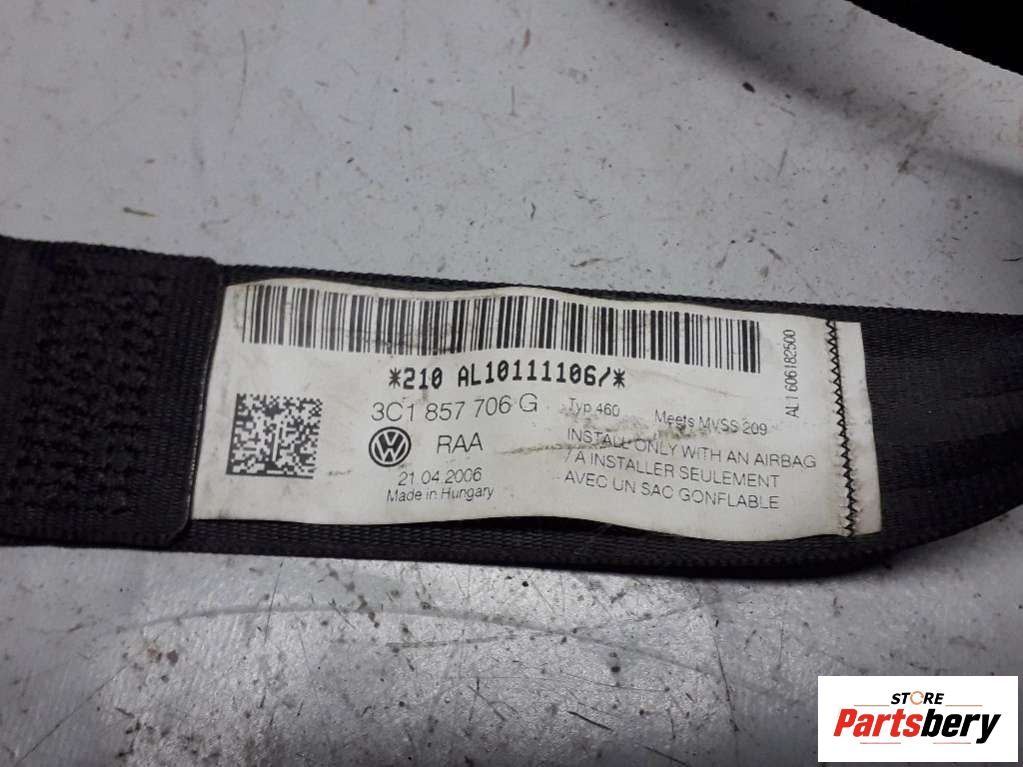 *210 AL10111106/*
3C1 857 706 G
Typ 460
Meets MVSS 209
RAA
21.04.2006
Made in Hungary
INSTALL ONLY WITH AN AIRBAG
/ A INSTALLER SEULEMENT
AVEC UN SAC GONFLABLE
AL1 606182500
STORE
Partsbery